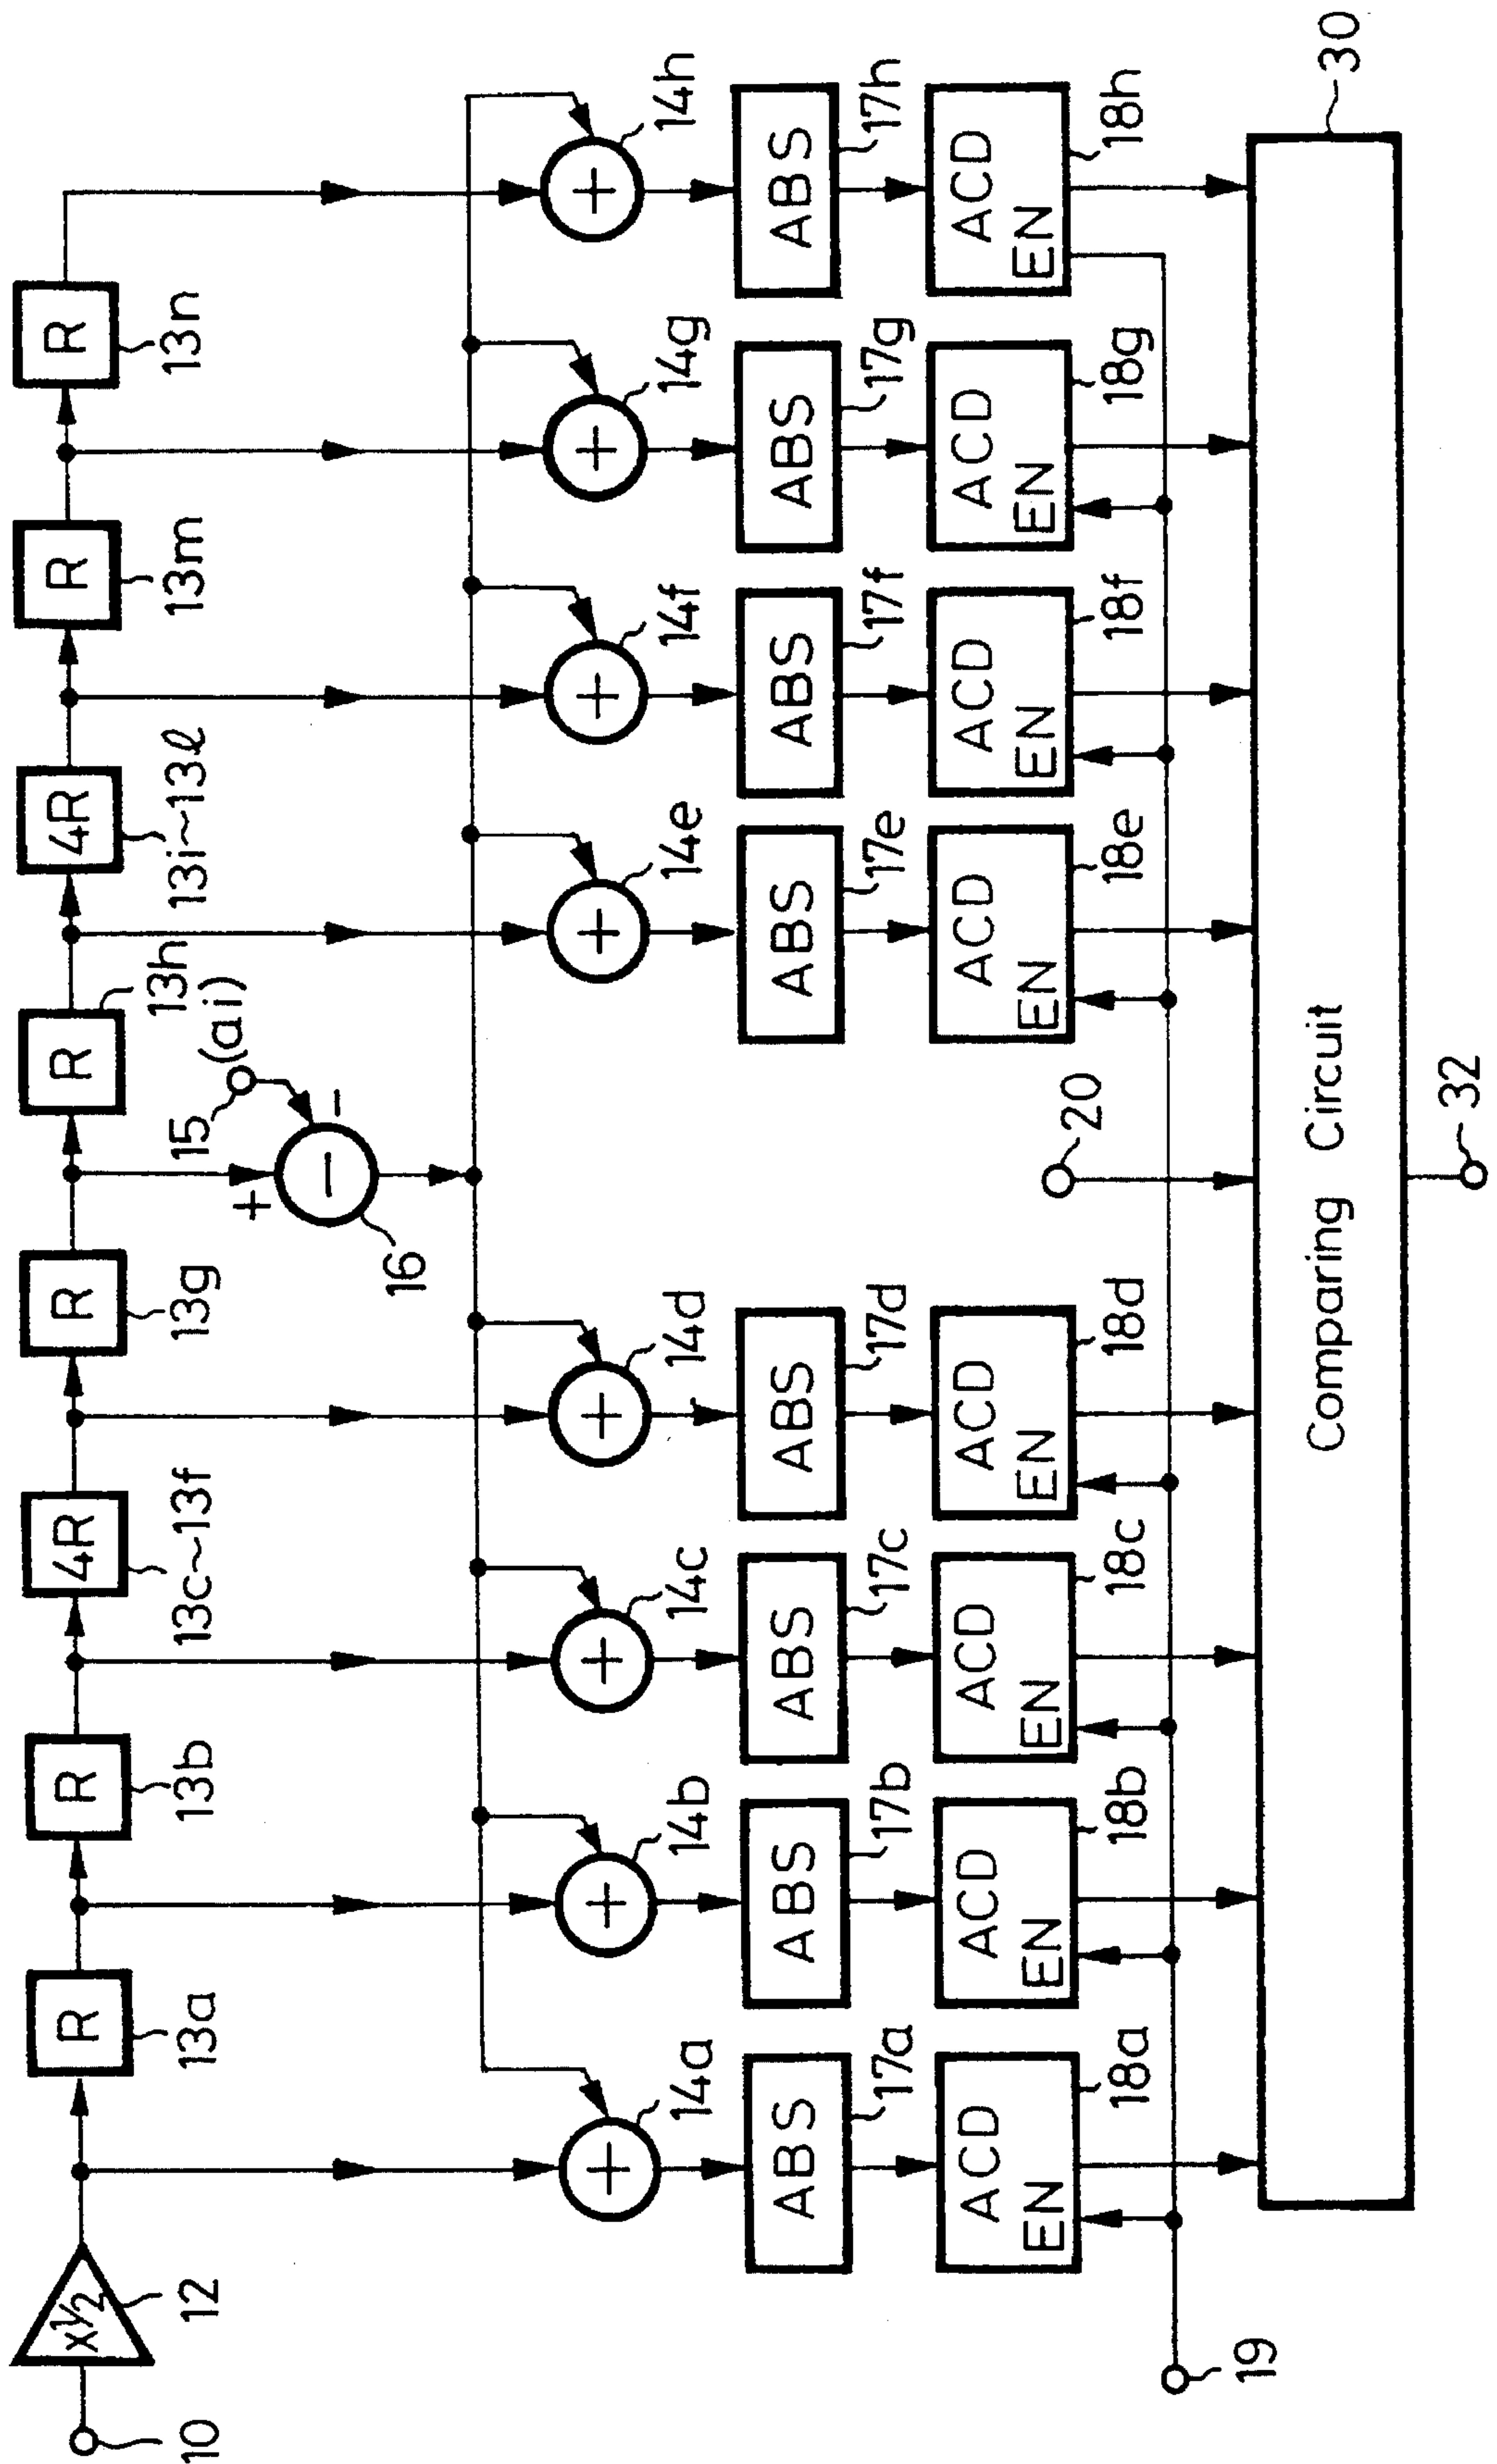 10
x½ 12
R 13a
R 13b
4R 13c~13f
R 13g
R 13h
4R 13i~13ℓ
R 13m
R 13n
15 (ai)
+ − −
16
+ 14a
+ 14b
+ 14c
+ 14d
+ 14e
+ 14f
+ 14g
+ 14h
ABS 17a
ABS 17b
ABS 17c
ABS 17d
ABS 17e
ABS 17f
ABS 17g
ABS 17h
ACD EN 18a
ACD EN 18b
ACD EN 18c
ACD EN 18d
ACD EN 18e
ACD EN 18f
ACD EN 18g
ACD EN 18h
19
20
Comparing Circuit
30
32